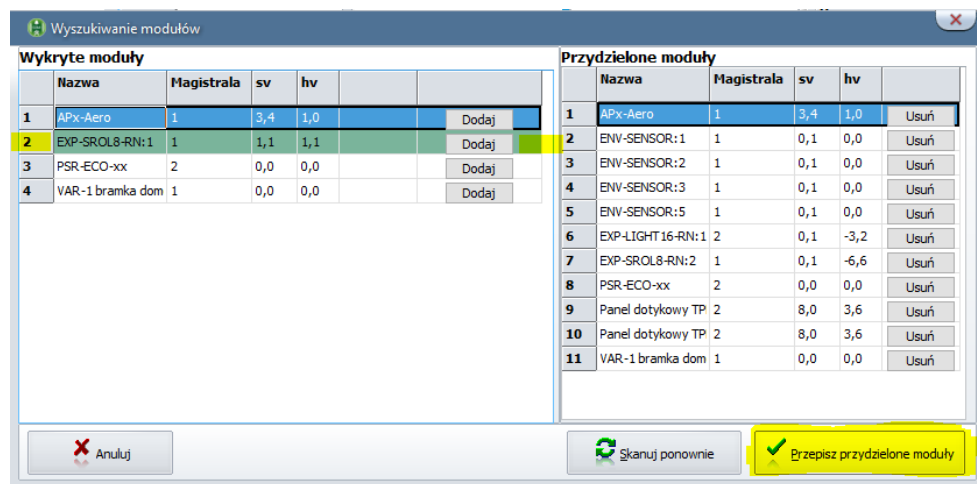 Wyszukiwanie modułów
Wykryte moduły
Nazwa Magistrala sv hv
1 APx-Aero 1 3,4 1,0 Dodaj
2 EXP-SROL8-RN:1 1 1,1 1,1 Dodaj
3 PSR-ECO-xx 2 0,0 0,0 Dodaj
4 VAR-1 bramka dom 1 0,0 0,0 Dodaj
Przydzielone moduły
Nazwa Magistrala sv hv
1 APx-Aero 1 3,4 1,0 Usuń
2 ENV-SENSOR:1 1 0,1 0,0 Usuń
3 ENV-SENSOR:2 1 0,1 0,0 Usuń
4 ENV-SENSOR:3 1 0,1 0,0 Usuń
5 ENV-SENSOR:5 1 0,1 0,0 Usuń
6 EXP-LIGHT16-RN:1 2 0,1 -3,2 Usuń
7 EXP-SROL8-RN:2 1 0,1 -6,6 Usuń
8 PSR-ECO-xx 2 0,0 0,0 Usuń
9 Panel dotykowy TP 2 8,0 3,6 Usuń
10 Panel dotykowy TP 2 8,0 3,6 Usuń
11 VAR-1 bramka dom 1 0,0 0,0 Usuń
Anuluj
Skanuj ponownie
Przepisz przydzielone moduły